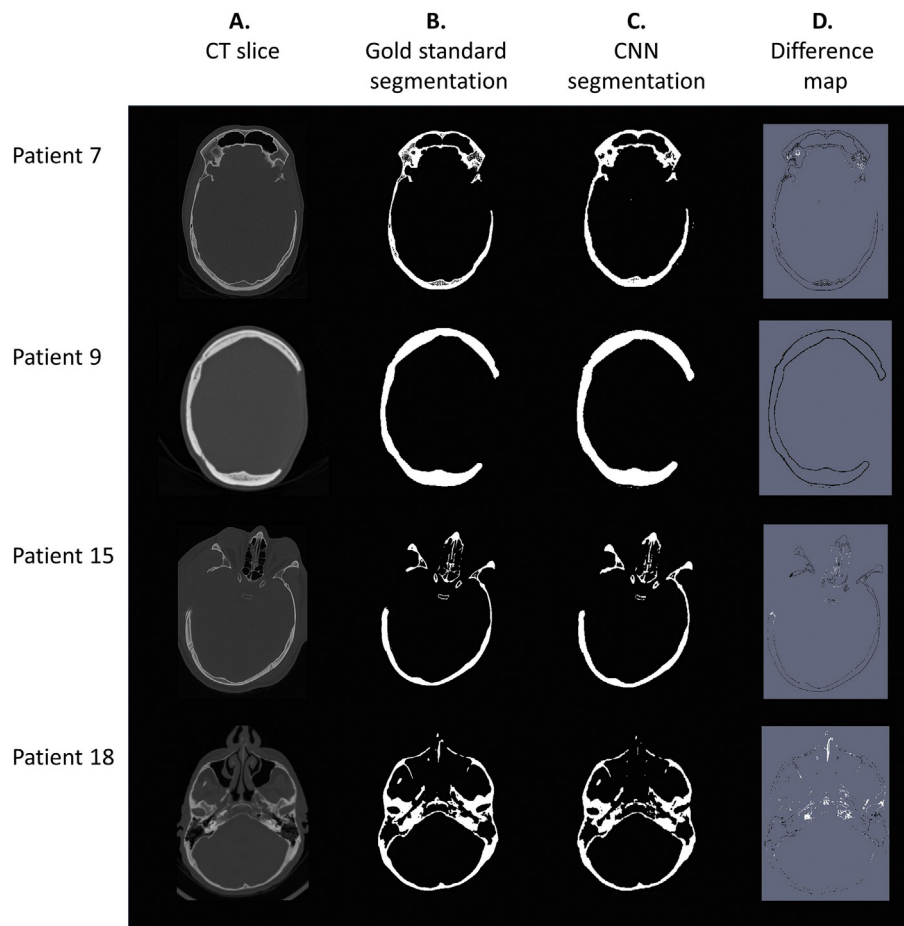 A.
CT slice
B.
Gold standard
segmentation
C.
CNN
segmentation
D.
Difference
map
Patient 7
Patient 9
Patient 15
Patient 18